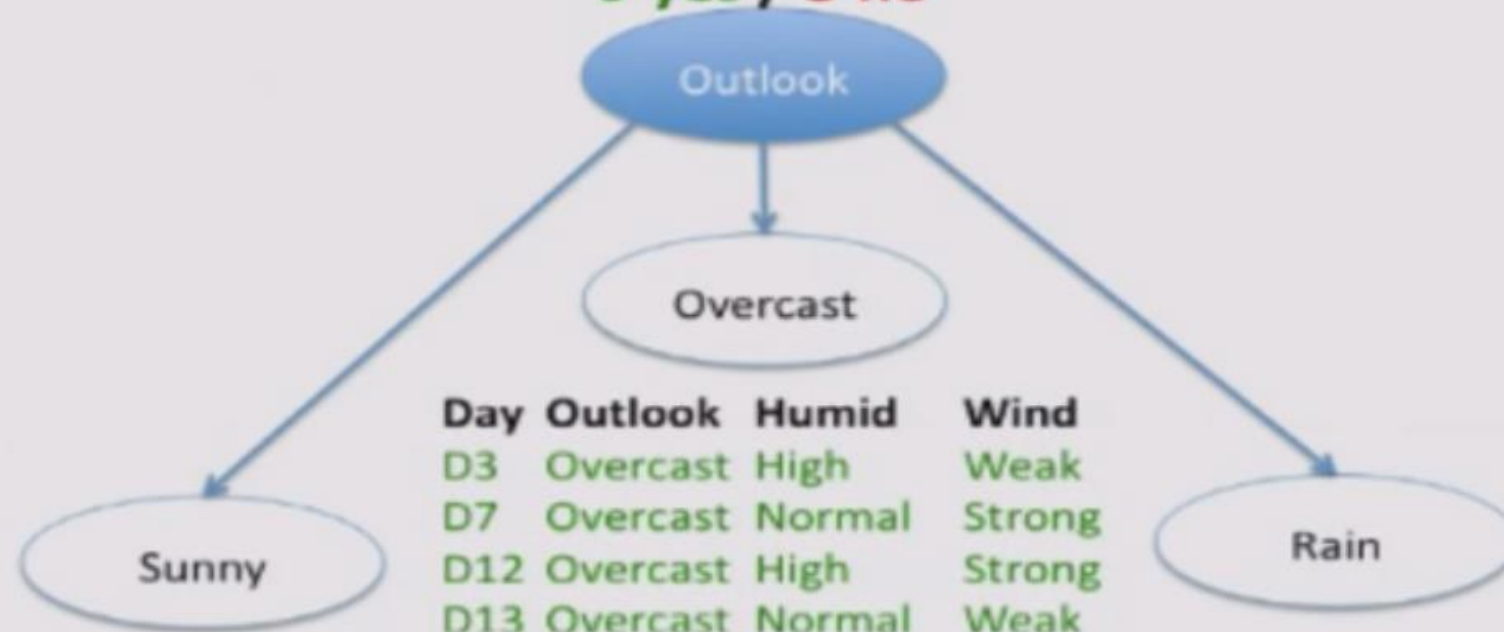 Outlook
Overcast
Day Outlook Humid Wind
D3 Overcast High Weak
D7 Overcast Normal Strong
D12 Overcast High Strong
D13 Overcast Normal Weak
Sunny
Rain